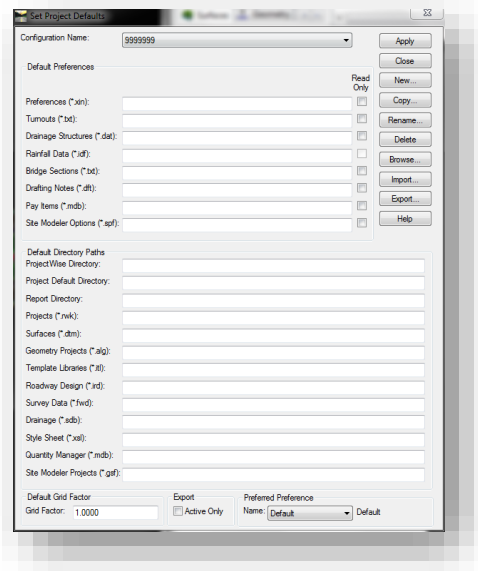 Set Project Defaults
Configuration Name: 9999999
Apply
Close
Default Preferences
Read Only
New...
Preferences (*.xin):
Copy...
Turnouts (*.txt):
Rename...
Drainage Structures (*.dat):
Delete
Rainfall Data (*.idf):
Browse...
Bridge Sections (*.txt):
Import...
Drafting Notes (*.dft):
Export...
Pay Items (*.mdb):
Help
Site Modeler Options (*.spf):
Default Directory Paths
ProjectWise Directory:
Project Default Directory:
Report Directory:
Projects (*.rwk):
Surfaces (*.dtm):
Geometry Projects (*.alg):
Template Libraries (*.itl):
Roadway Design (*.ird):
Survey Data (*.fwd):
Drainage (*.sdb):
Style Sheet (*.xsl):
Quantity Manager (*.mdb):
Site Modeler Projects (*.gsf):
Default Grid Factor
Export
Preferred Preference
Grid Factor: 1.0000
Active Only
Name: Default
Default